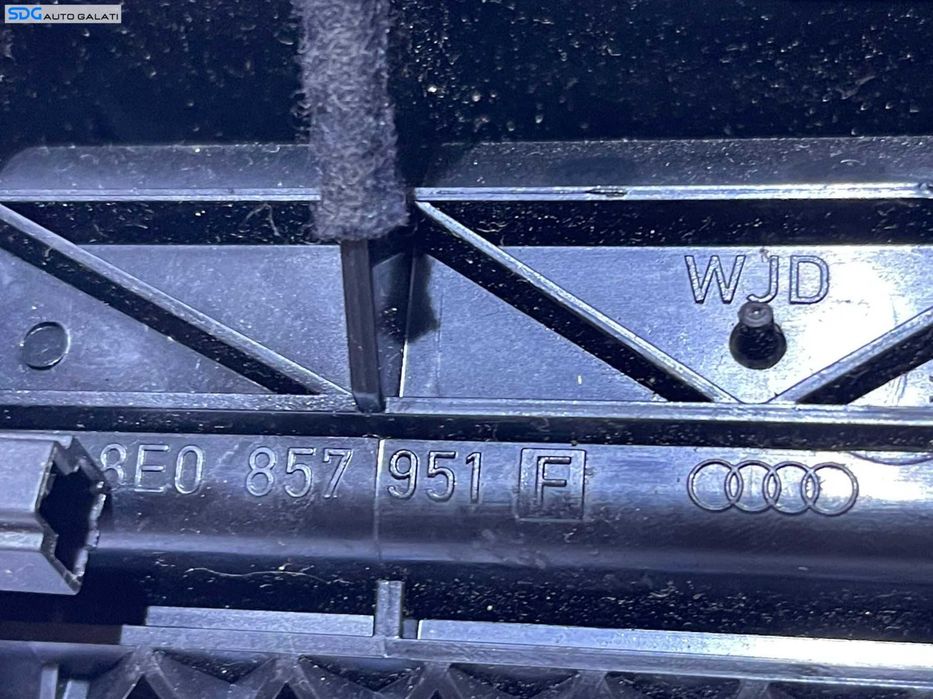 SDG AUTO GALATI
WJD
8E0 857 951 F